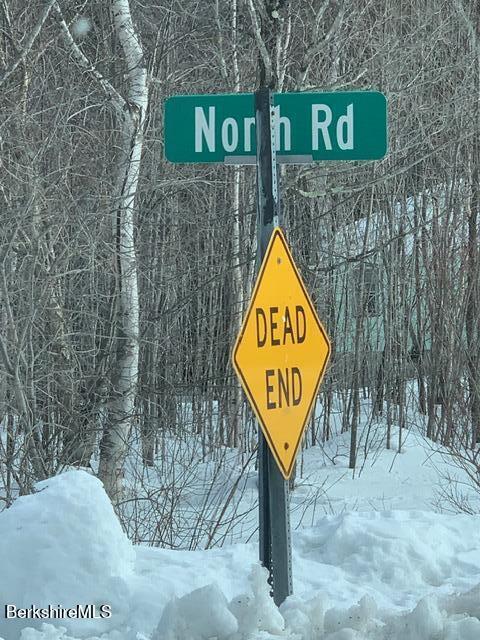 North Rd
DEAD
END
BerkshireMLS